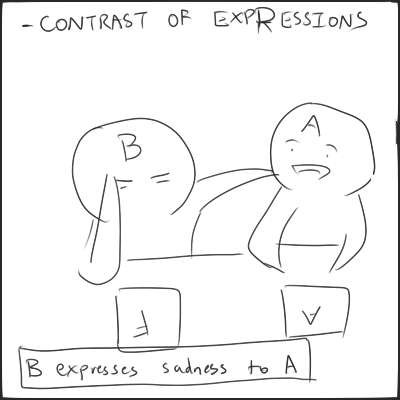 - CONTRAST OF EXPRESSIONS
B
A
F
A
B expresses sadness to A